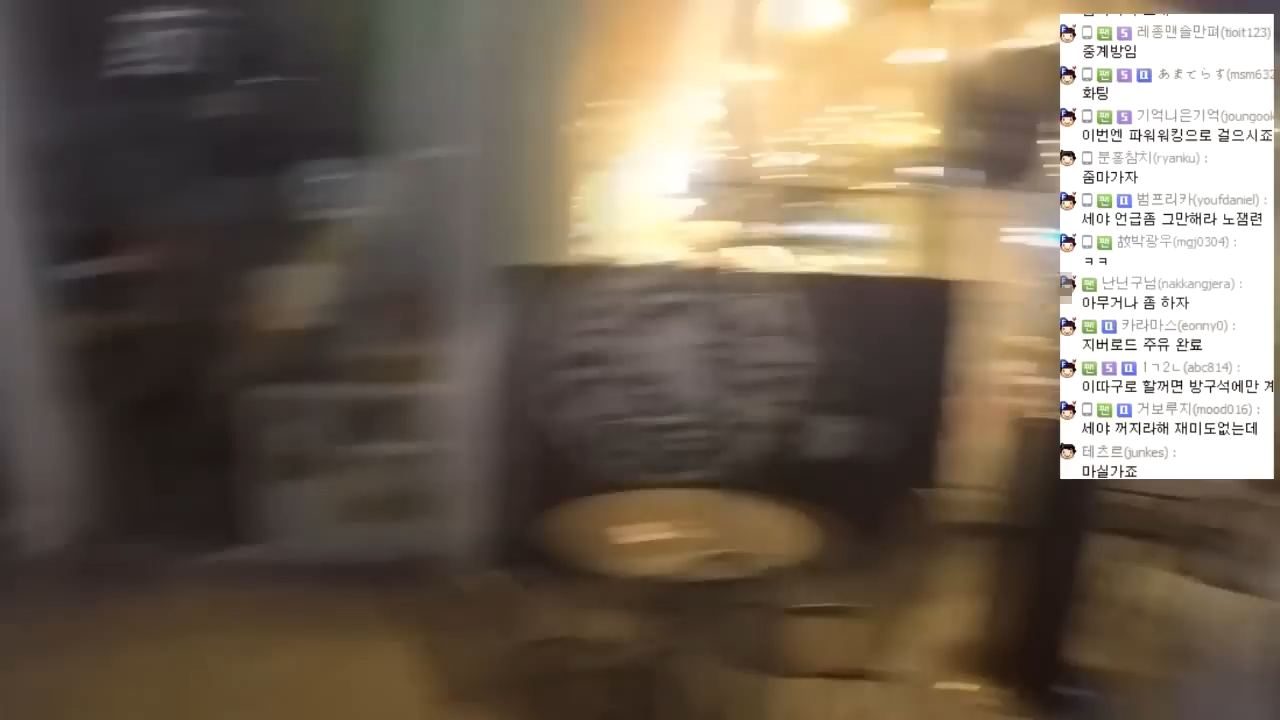 레종맨솔만펴(tioit123)
중계방임
あまてらす(msm632
화팅
기억니은기억(joungook
이번엔 파워워킹으로 걸으시죠
분홍참치(ryanku) :
줌마가자
범프리카(youfdaniel) :
세야 언급좀 그만해라 노잼련
故박광우(mgj0304) :
ㅋㅋ
난닌구님(nakkangjera) :
아무거나 좀 하자
카라마스(eonny0) :
지버로드 주유 완료
ㅣㄱ2ㄴ(abc814) :
이따구로 할꺼면 방구석에만 계
거보루지(mood016) :
세야 꺼지라해 재미도없는데
테츠르(junkes) :
마실가죠